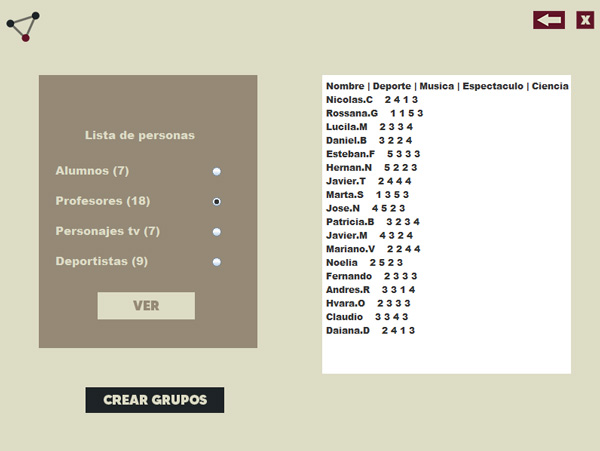 X
Lista de personas
Alumnos (7)
Profesores (18)
Personajes tv (7)
Deportistas (9)
VER
CREAR GRUPOS
Nombre | Deporte | Musica | Espectaculo | Ciencia
Nicolas.C 2 4 1 3
Rossana.G 1 1 5 3
Lucila.M 2 3 3 4
Daniel.B 3 2 2 4
Esteban.F 5 3 3 3
Hernan.N 5 2 2 3
Javier.T 2 4 4 4
Marta.S 1 3 5 3
Jose.N 4 5 2 3
Patricia.B 3 2 3 4
Javier.M 4 3 2 4
Mariano.V 2 2 4 4
Noelia 2 5 2 3
Fernando 2 3 3 3
Andres.R 3 3 1 4
Hvara.O 2 3 3 3
Claudio 3 3 4 3
Daiana.D 2 4 1 3